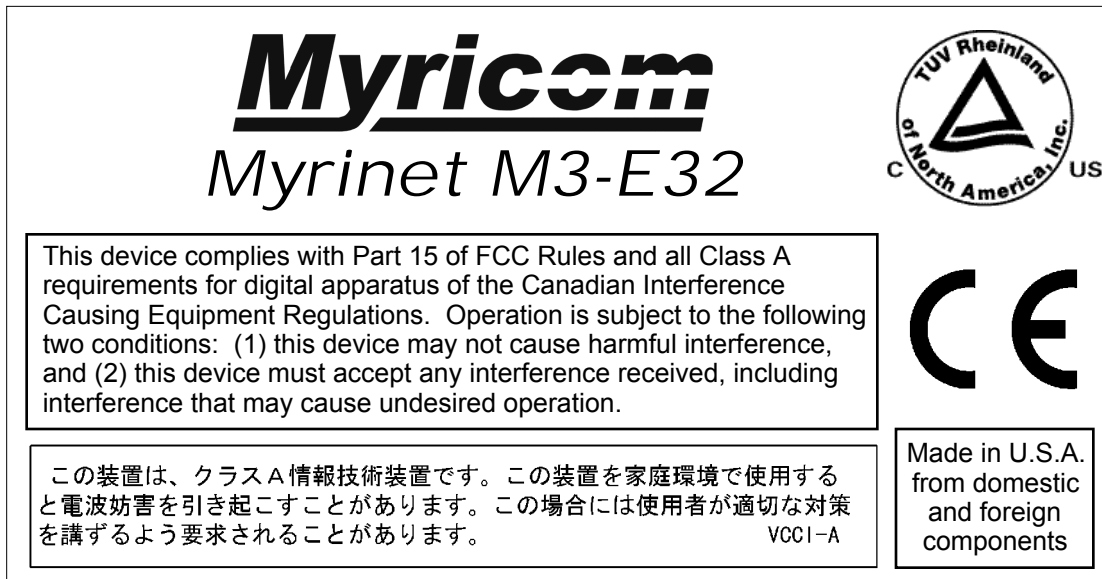 Myricom
Myrinet M3-E32
TUV Rheinland
of North America, Inc.
C US
This device complies with Part 15 of FCC Rules and all Class A
requirements for digital apparatus of the Canadian Interference
Causing Equipment Regulations. Operation is subject to the following
two conditions: (1) this device may not cause harmful interference,
and (2) this device must accept any interference received, including
interference that may cause undesired operation.
CE
この装置は、クラスA情報技術装置です。この装置を家庭環境で使用する
と電波妨害を引き起こすことがあります。この場合には使用者が適切な対策
を講ずるよう要求されることがあります。 VCCI-A
Made in U.S.A.
from domestic
and foreign
components